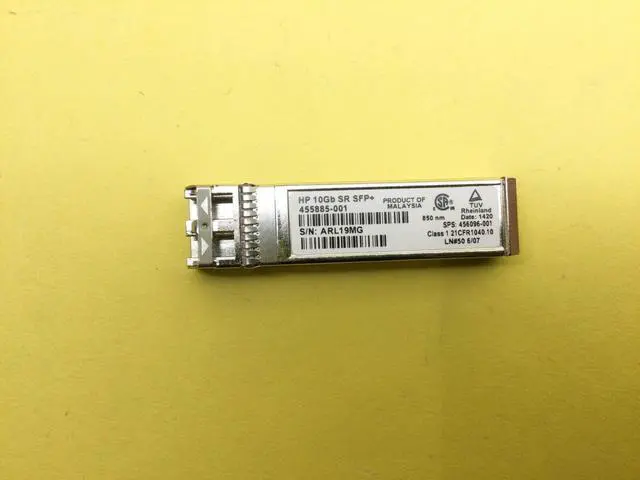 HP 10Gb SR SFP+
455885-001
S/N: ARL19MG
PRODUCT OF
MALAYSIA
850 nm
TUV
Rheinland
Date: 1420
SPS: 456096-001
Class 1 21CFR1040.10
LN#50 6/07